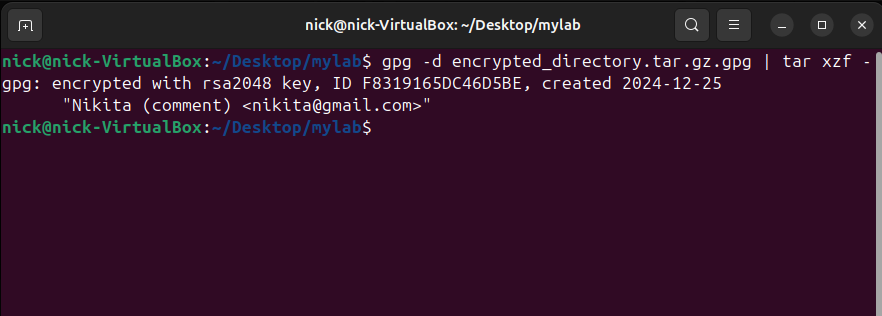 nick@nick-VirtualBox: ~/Desktop/mylab
nick@nick-VirtualBox:~/Desktop/mylab$ gpg -d encrypted_directory.tar.gz.gpg | tar xzf -
gpg: encrypted with rsa2048 key, ID F8319165DC46D5BE, created 2024-12-25
"Nikita (comment) <nikita@gmail.com>"
nick@nick-VirtualBox:~/Desktop/mylab$